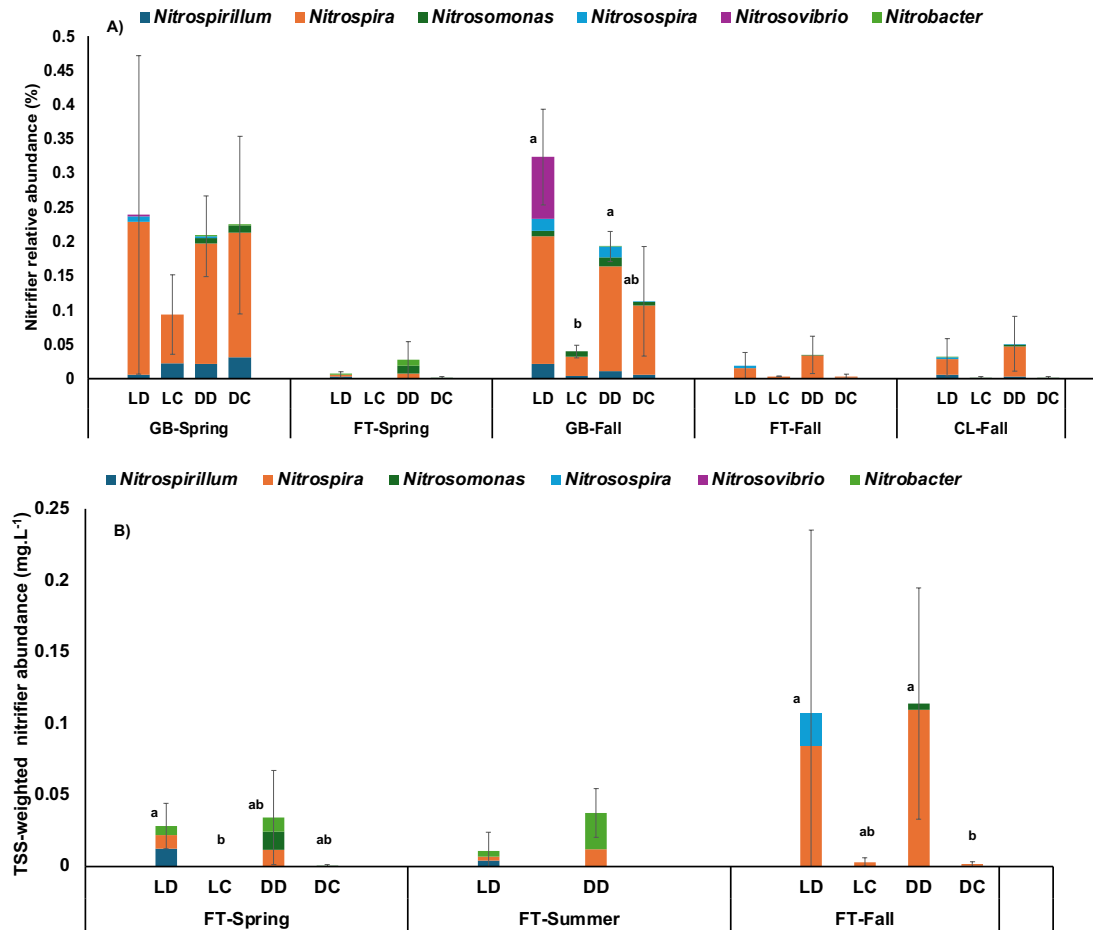 Nitrospirillum Nitrospira Nitrosomonas Nitrosospira Nitrosovibrio Nitrobacter
A)
Nitrifier relative abundance (%)
0.5
0.45
0.4
0.35
0.3
0.25
0.2
0.15
0.1
0.05
0
a
b
a
ab
LD LC DD DC LD LC DD DC LD LC DD DC LD LC DD DC LD LC DD DC
GB-Spring FT-Spring GB-Fall FT-Fall CL-Fall
Nitrospirillum Nitrospira Nitrosomonas Nitrosospira Nitrosovibrio Nitrobacter
B)
TSS-weighted nitrifier abundance (mg.L-1)
0.25
0.2
0.15
0.1
0.05
0
a
b
ab
ab
a
ab
a
b
LD LC DD DC LD DD LD LC DD DC
FT-Spring FT-Summer FT-Fall